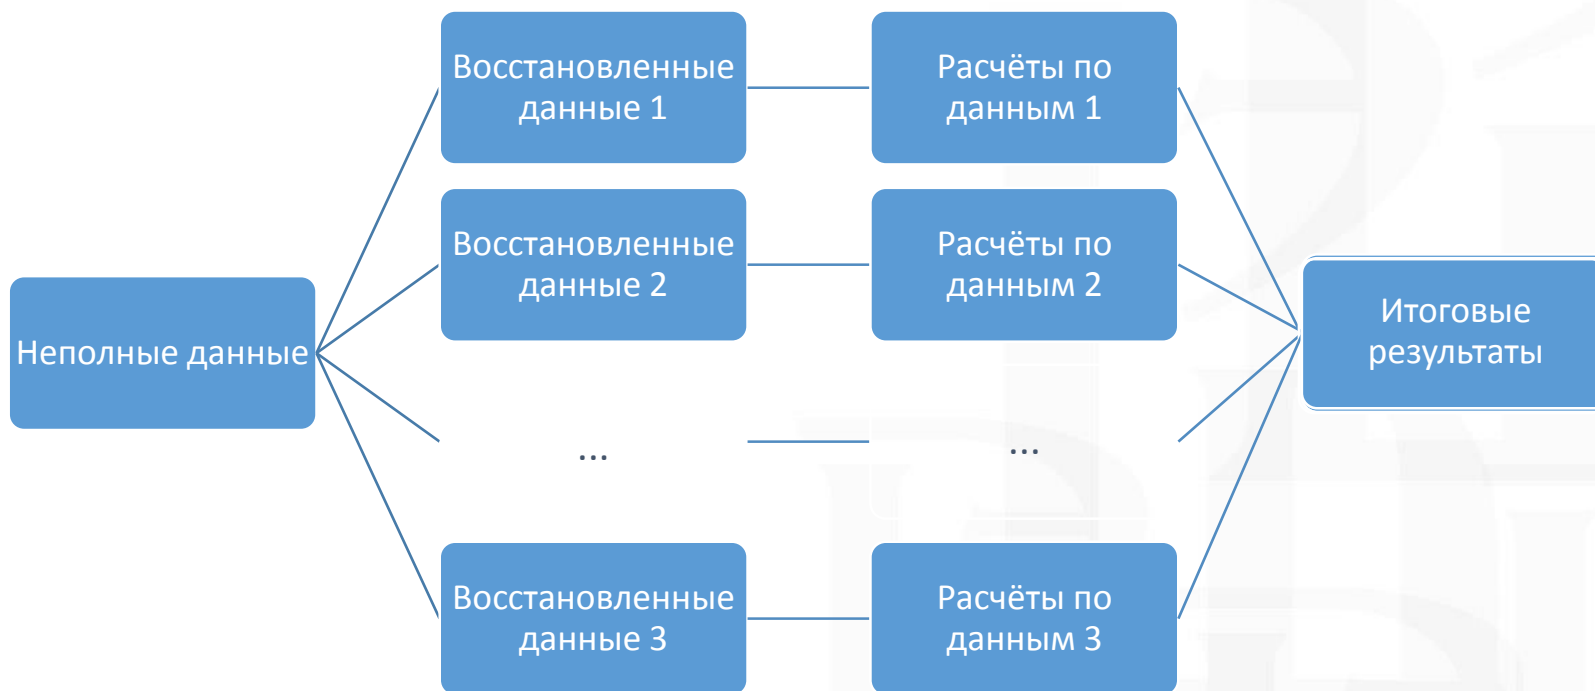 Восстановленные
данные 1
Расчёты по
данным 1
Восстановленные
данные 2
Расчёты по
данным 2
Неполные данные
Итоговые
результаты
...
...
Восстановленные
данные 3
Расчёты по
данным 3